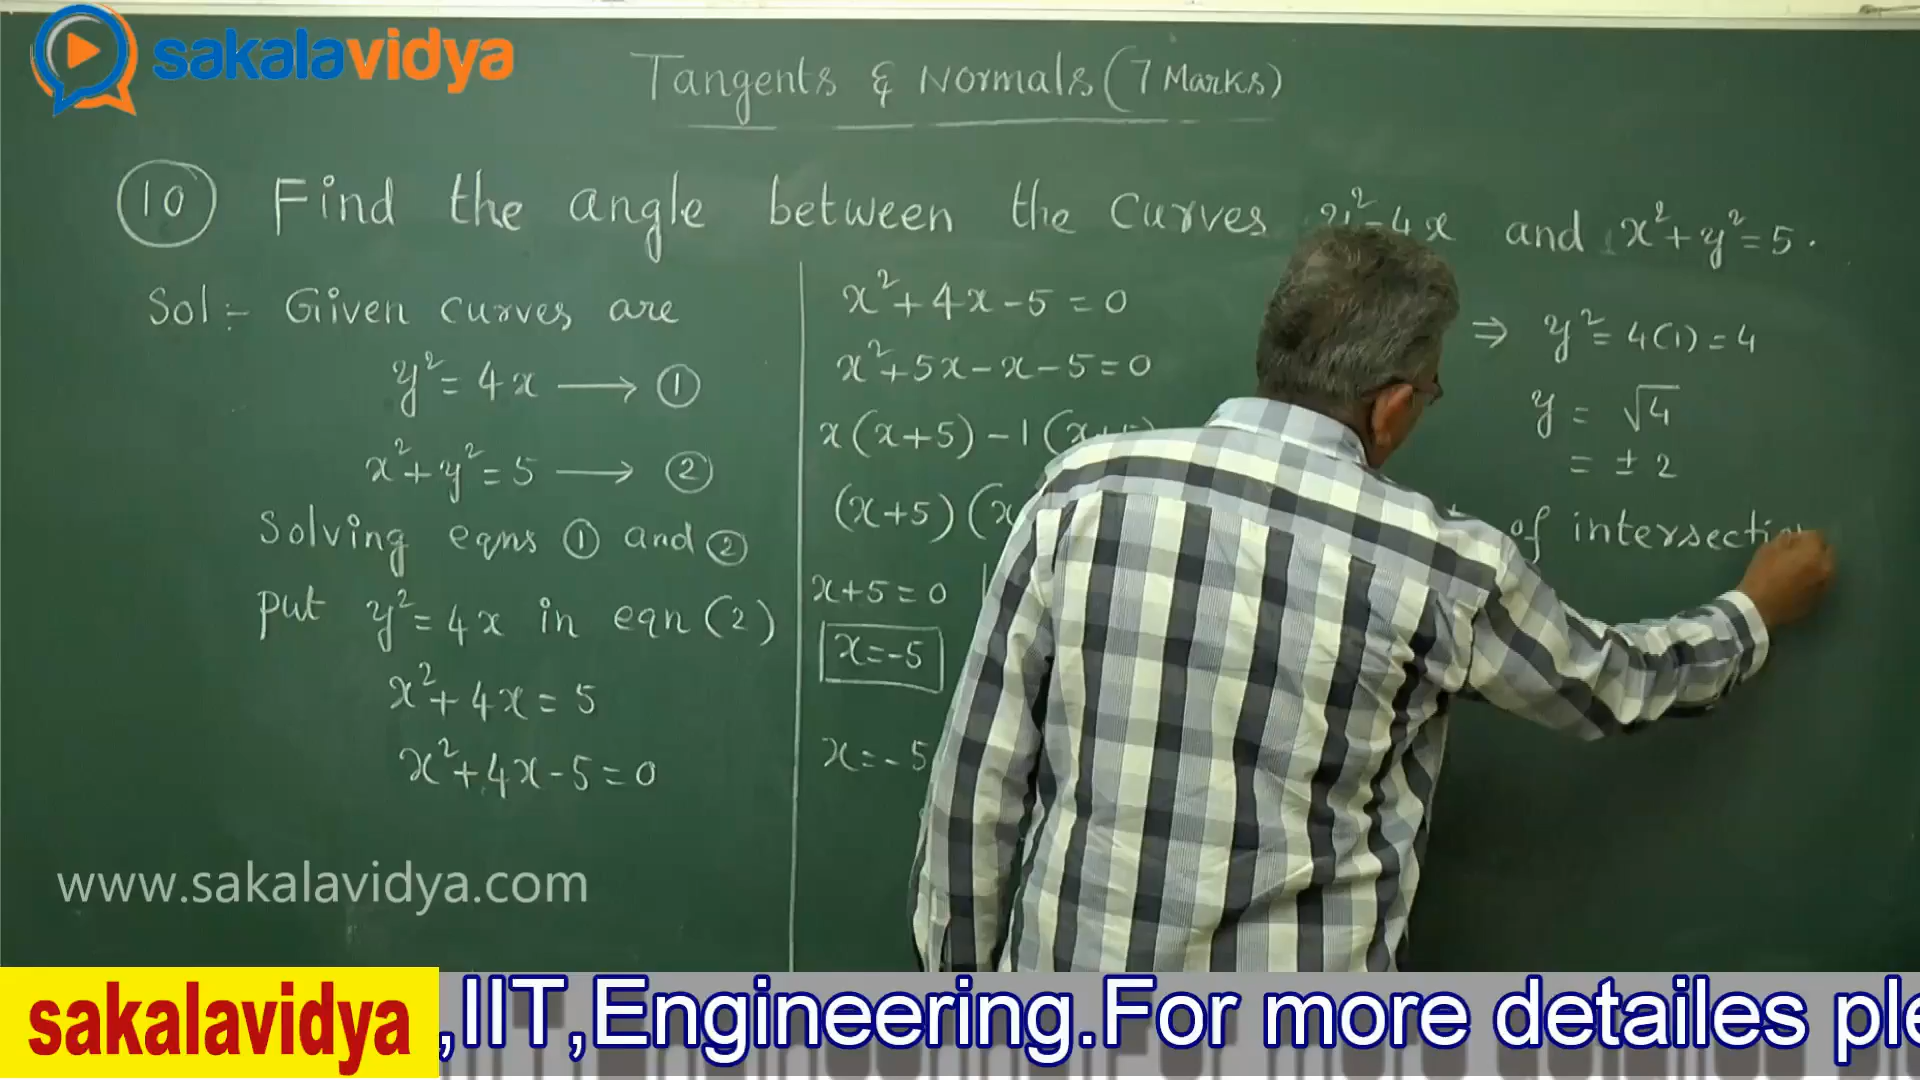 sakalavidya
Tangents & Normals (7 Marks)
10 Find the angle between the curves y²=4x and x²+y²=5.
Sol:- Given curves are
y²=4x → ①
x²+y²=5 → ②
Solving eqns ① and ②
put y²=4x in eqn (2)
x²+4x=5
x²+4x-5=0
x²+4x-5=0
x²+5x-x-5=0
x(x+5)-1(x+5)
(x+5)(x
x+5=0
x=-5
x=-5
⇒ y²=4(1)=4
y=√4
=±2
of intersection
www.sakalavidya.com
sakalavidya
,IIT,Engineering.For more detailes ple